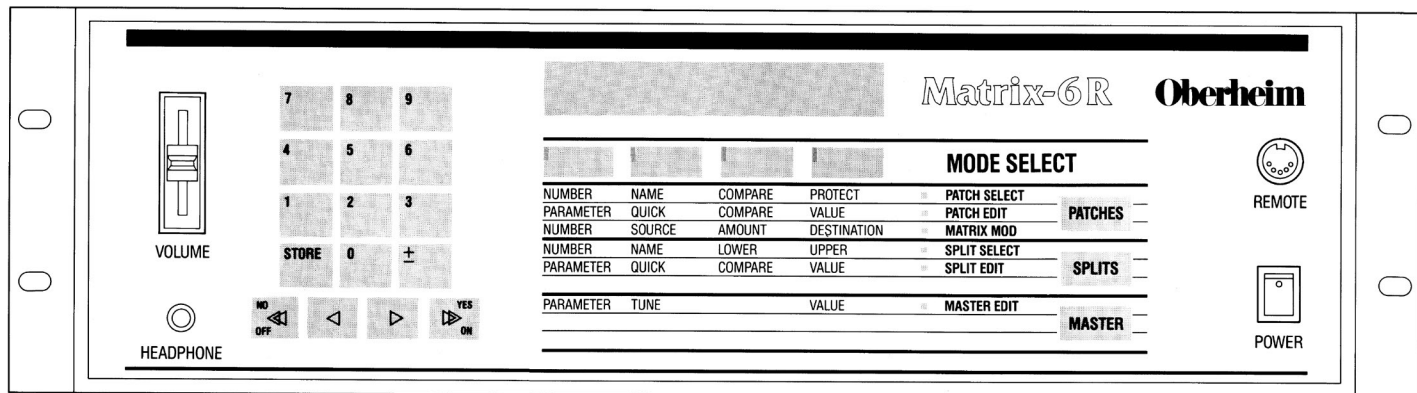 Matrix-6R Oberheim
VOLUME
HEADPHONE
7 8 9
4 5 6
1 2 3
STORE 0 ±
NO OFF YES ON
MODE SELECT
NUMBER NAME COMPARE PROTECT PATCH SELECT
PARAMETER QUICK COMPARE VALUE PATCH EDIT
NUMBER SOURCE AMOUNT DESTINATION MATRIX MOD
PATCHES
NUMBER NAME LOWER UPPER SPLIT SELECT
PARAMETER QUICK COMPARE VALUE SPLIT EDIT
SPLITS
PARAMETER TUNE VALUE MASTER EDIT
MASTER
REMOTE
POWER